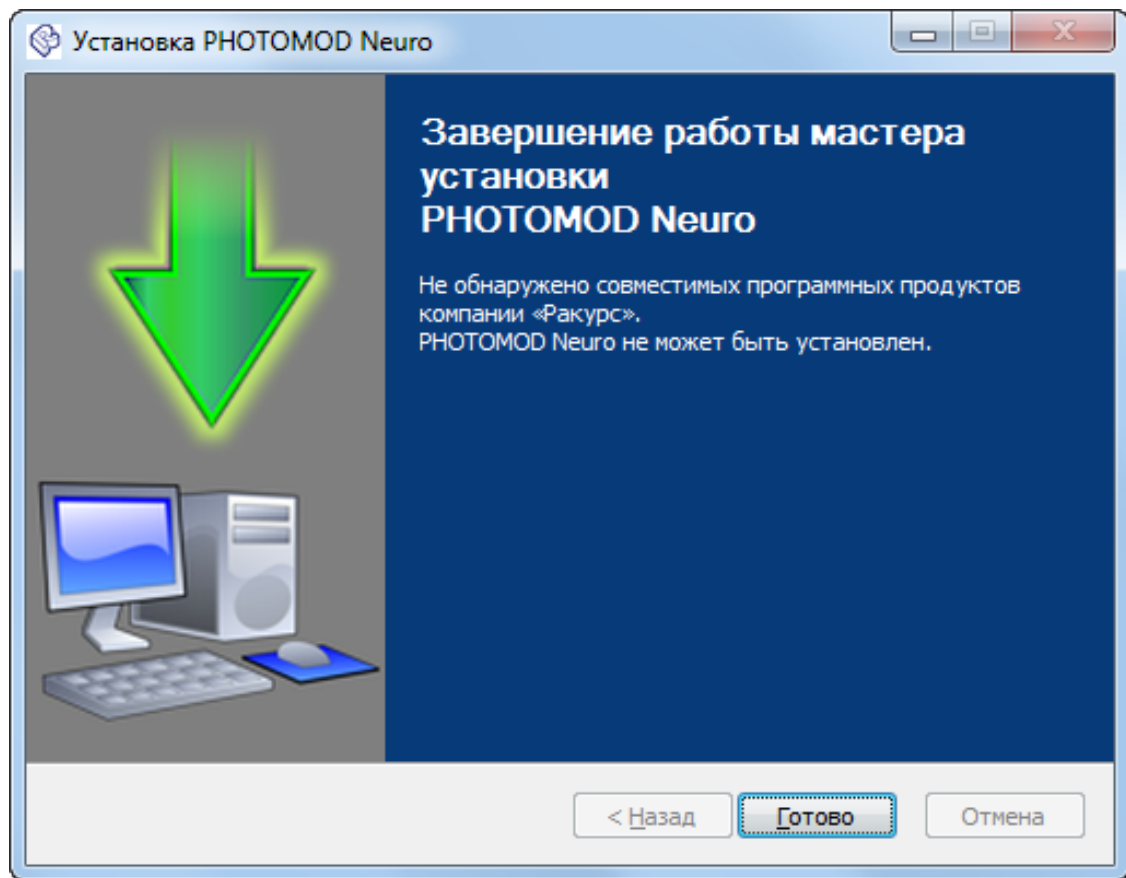 Установка PHOTOMOD Neuro
Завершение работы мастера
установки
PHOTOMOD Neuro
Не обнаружено совместимых программных продуктов
компании «Ракурс».
PHOTOMOD Neuro не может быть установлен.
< Назад
Готово
Отмена